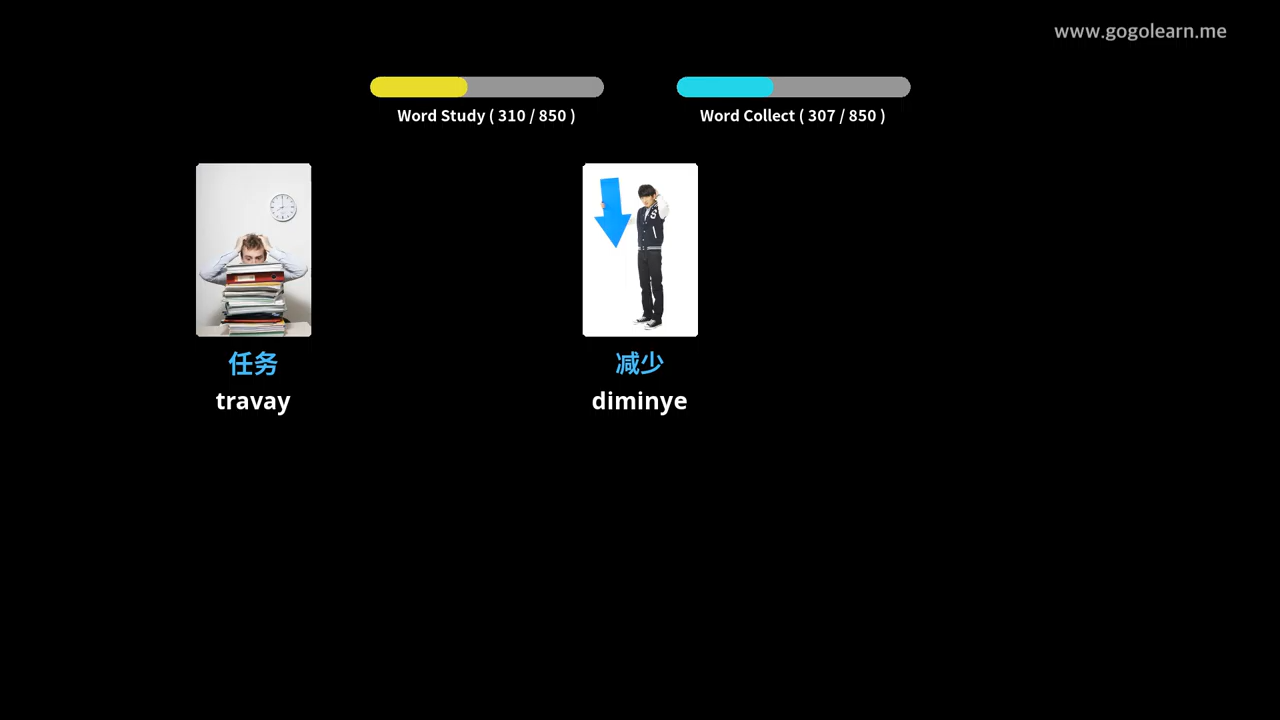 www.gogolearn.me
Word Study ( 310 / 850 )
Word Collect ( 307 / 850 )
任务
travay
减少
diminye